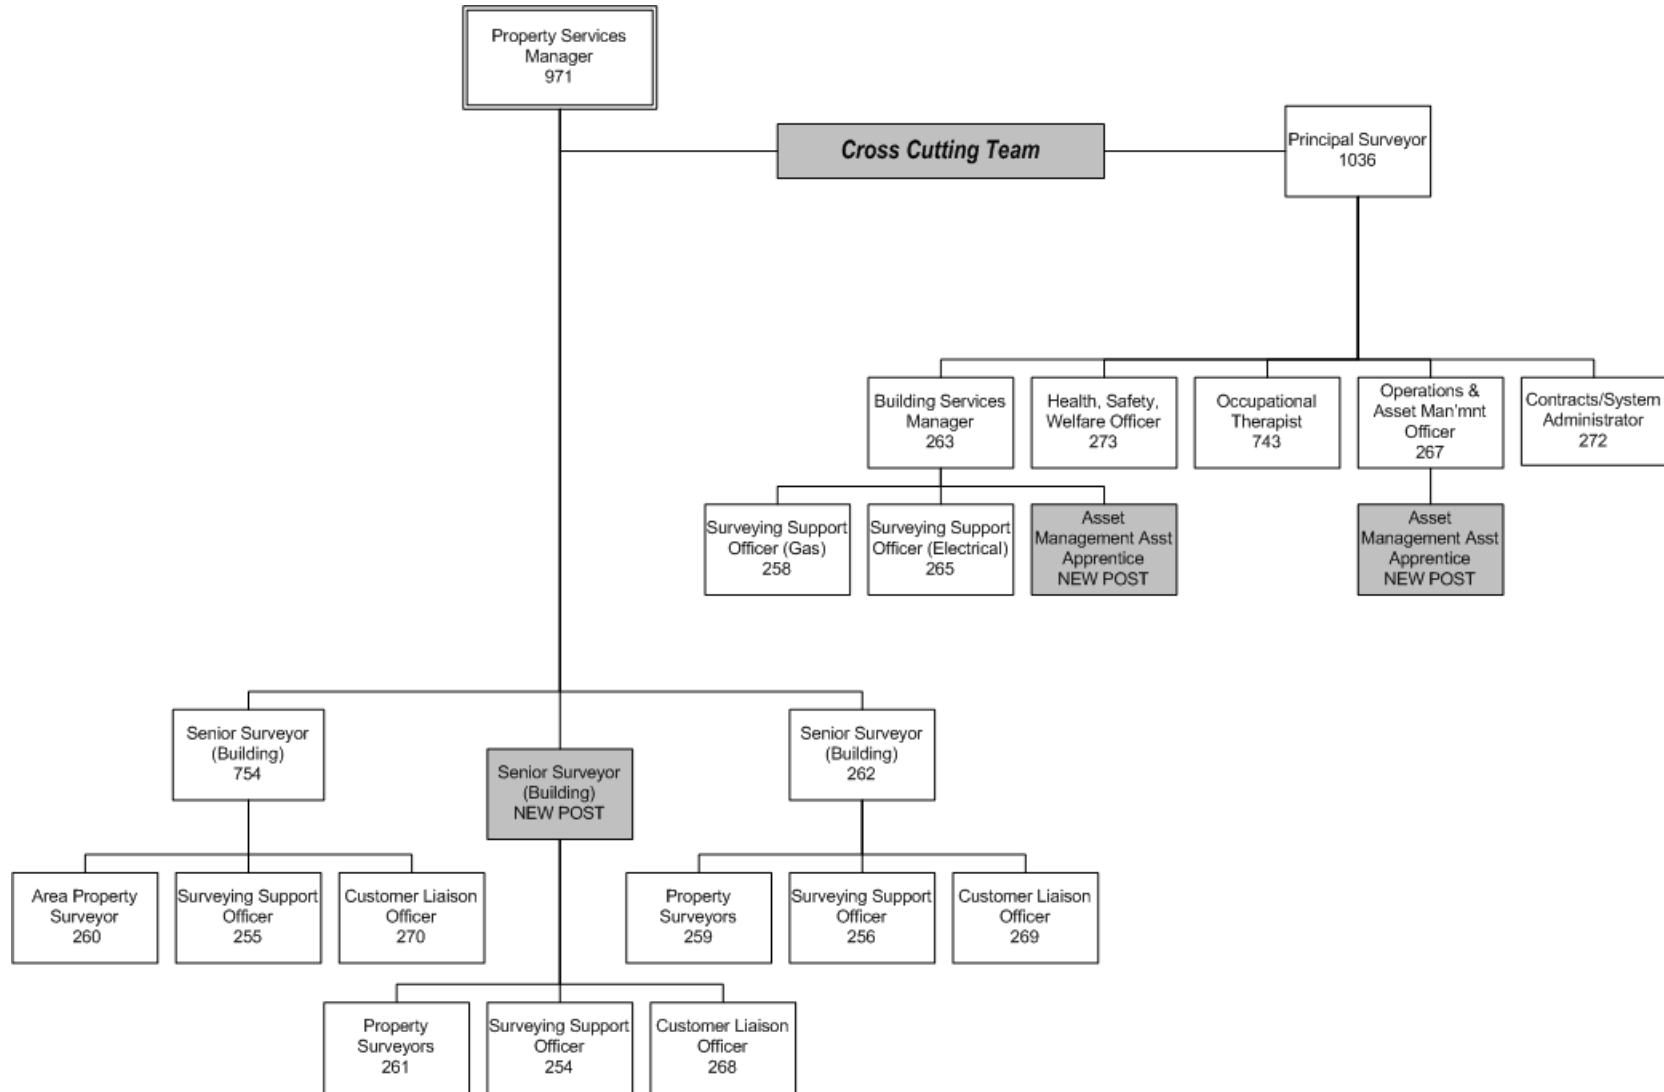 Property Services
Manager
971
Cross Cutting Team
Principal Surveyor
1036
Building Services
Manager
263
Health, Safety,
Welfare Officer
273
Occupational
Therapist
743
Operations &
Asset Man'mnt
Officer
267
Contracts/System
Administrator
272
Surveying Support
Officer (Gas)
258
Surveying Support
Officer (Electrical)
265
Asset
Management Asst
Apprentice
NEW POST
Asset
Management Asst
Apprentice
NEW POST
Senior Surveyor
(Building)
754
Senior Surveyor
(Building)
NEW POST
Senior Surveyor
(Building)
262
Area Property
Surveyor
260
Surveying Support
Officer
255
Customer Liaison
Officer
270
Property
Surveyors
259
Surveying Support
Officer
256
Customer Liaison
Officer
269
Property
Surveyors
261
Surveying Support
Officer
254
Customer Liaison
Officer
268